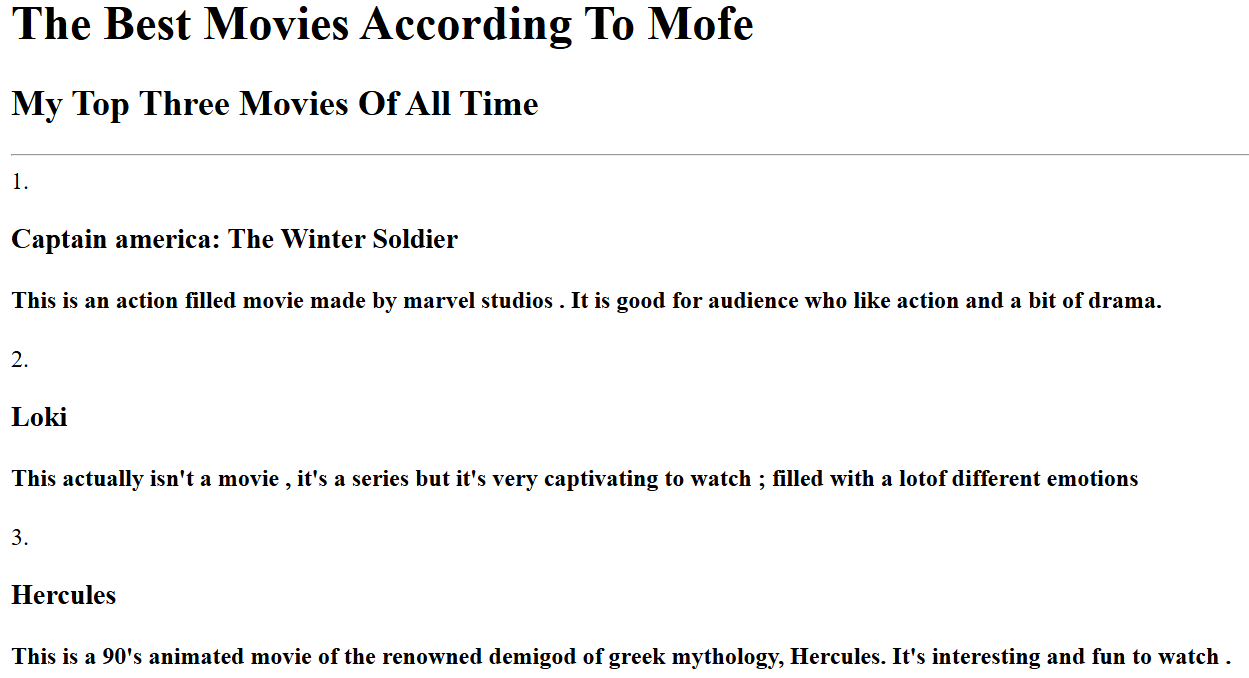 The Best Movies According To Mofe
My Top Three Movies Of All Time
1.
Captain america: The Winter Soldier
This is an action filled movie made by marvel studios . It is good for audience who like action and a bit of drama.
2.
Loki
This actually isn't a movie , it's a series but it's very captivating to watch ; filled with a lotof different emotions
3.
Hercules
This is a 90's animated movie of the renowned demigod of greek mythology, Hercules. It's interesting and fun to watch .